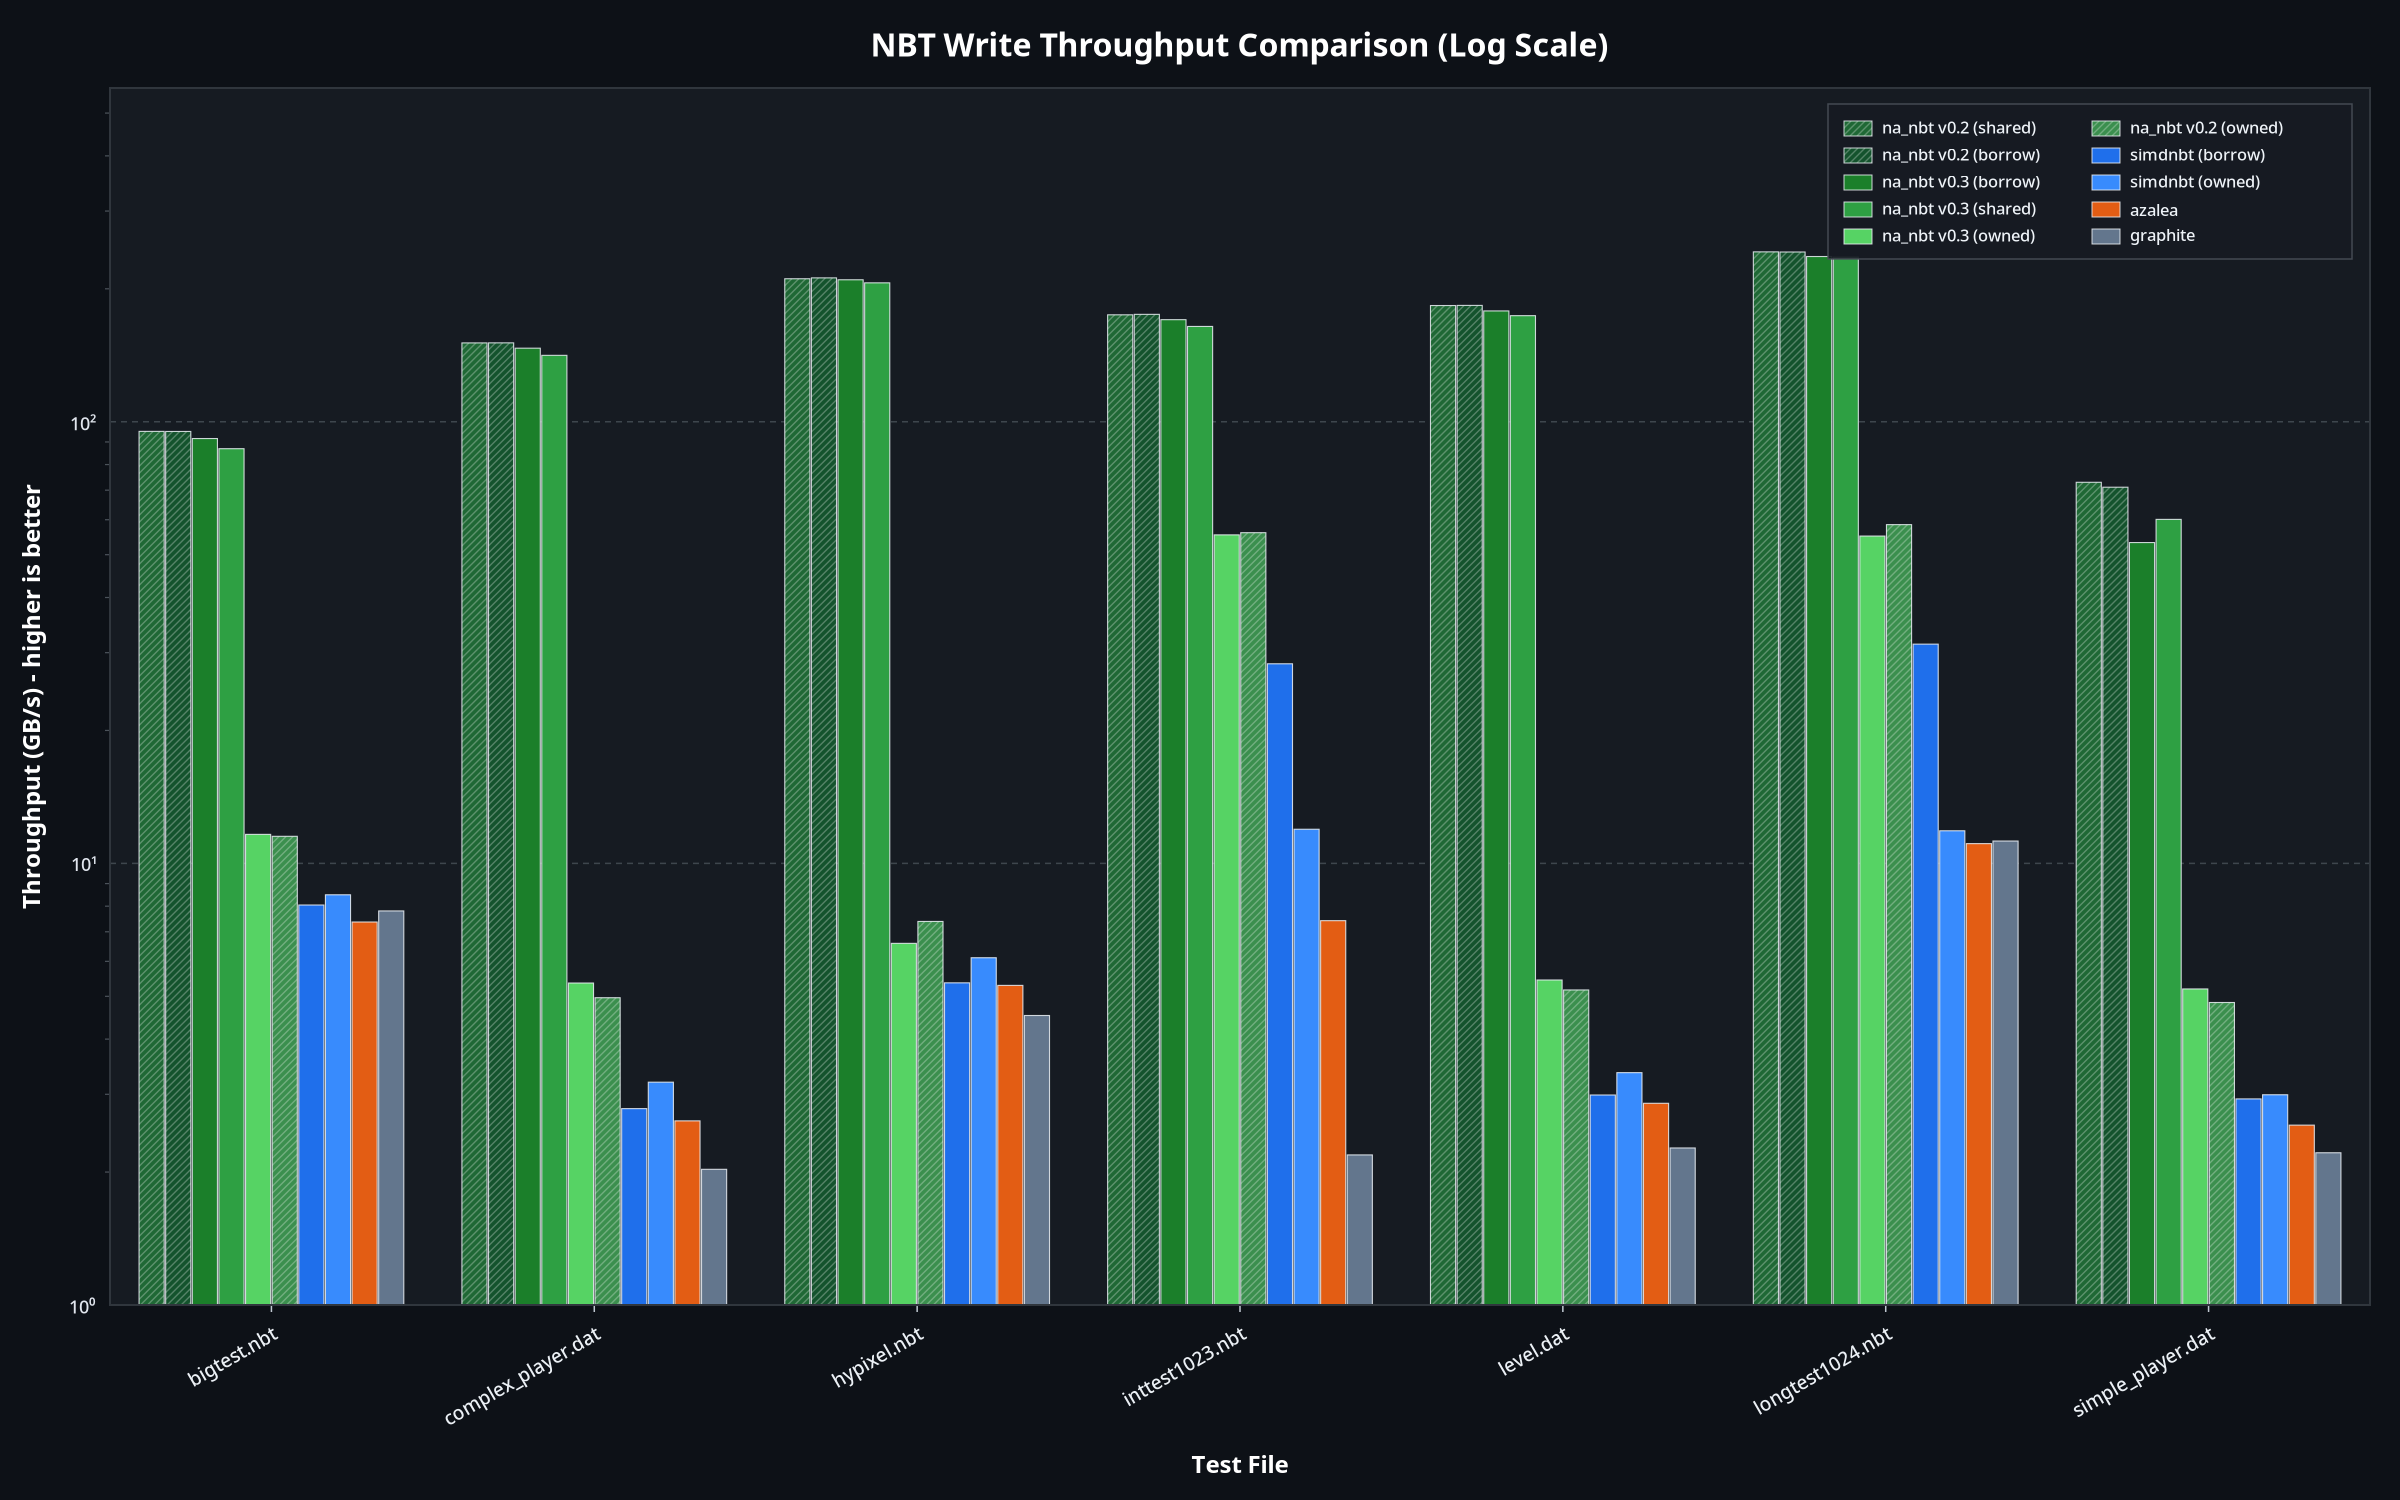 NBT Write Throughput Comparison (Log Scale)
na_nbt v0.2 (shared)
na_nbt v0.2 (borrow)
na_nbt v0.3 (borrow)
na_nbt v0.3 (shared)
na_nbt v0.3 (owned)
na_nbt v0.2 (owned)
simdnbt (borrow)
simdnbt (owned)
azalea
graphite
Throughput (GB/s) - higher is better
10²
10¹
10⁰
bigtest.nbt
complex_player.dat
hypixel.nbt
inttest1023.nbt
level.dat
longtest1024.nbt
simple_player.dat
Test File